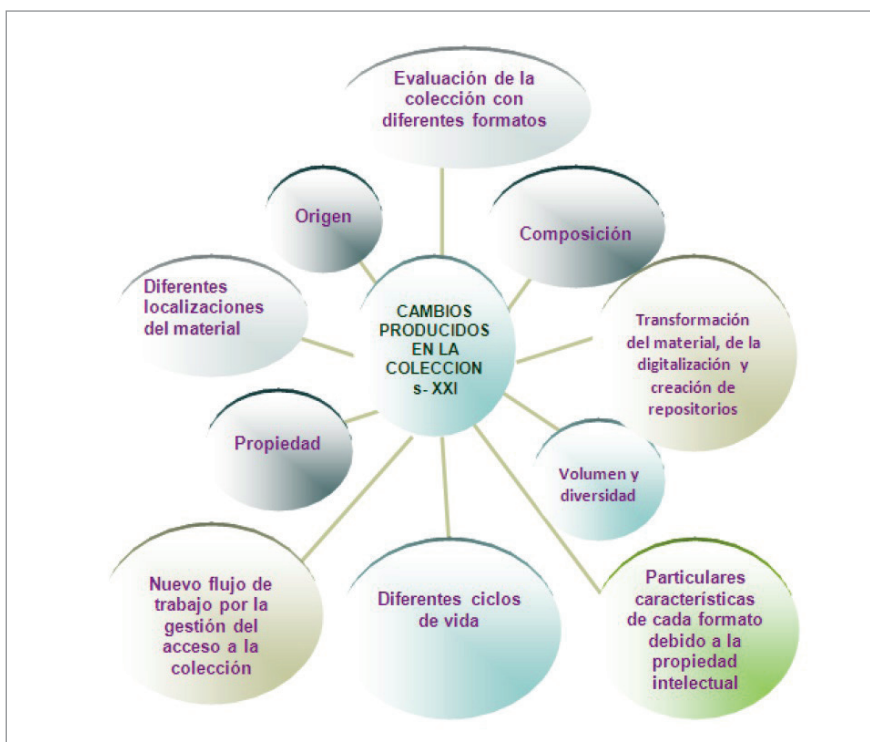 Evaluación de la
colección con
diferentes formatos
Origen
Composición
Diferentes
localizaciones
del material
CAMBIOS
PRODUCIDOS
EN LA
COLECCION
s- XXI
Transformación
del material, de la
digitalización y
creación de
repositorios
Propiedad
Volumen y
diversidad
Nuevo flujo de
trabajo por la
gestión del
acceso a la
colección
Diferentes ciclos
de vida
Particulares
características
de cada formato
debido a la
propiedad
intelectual